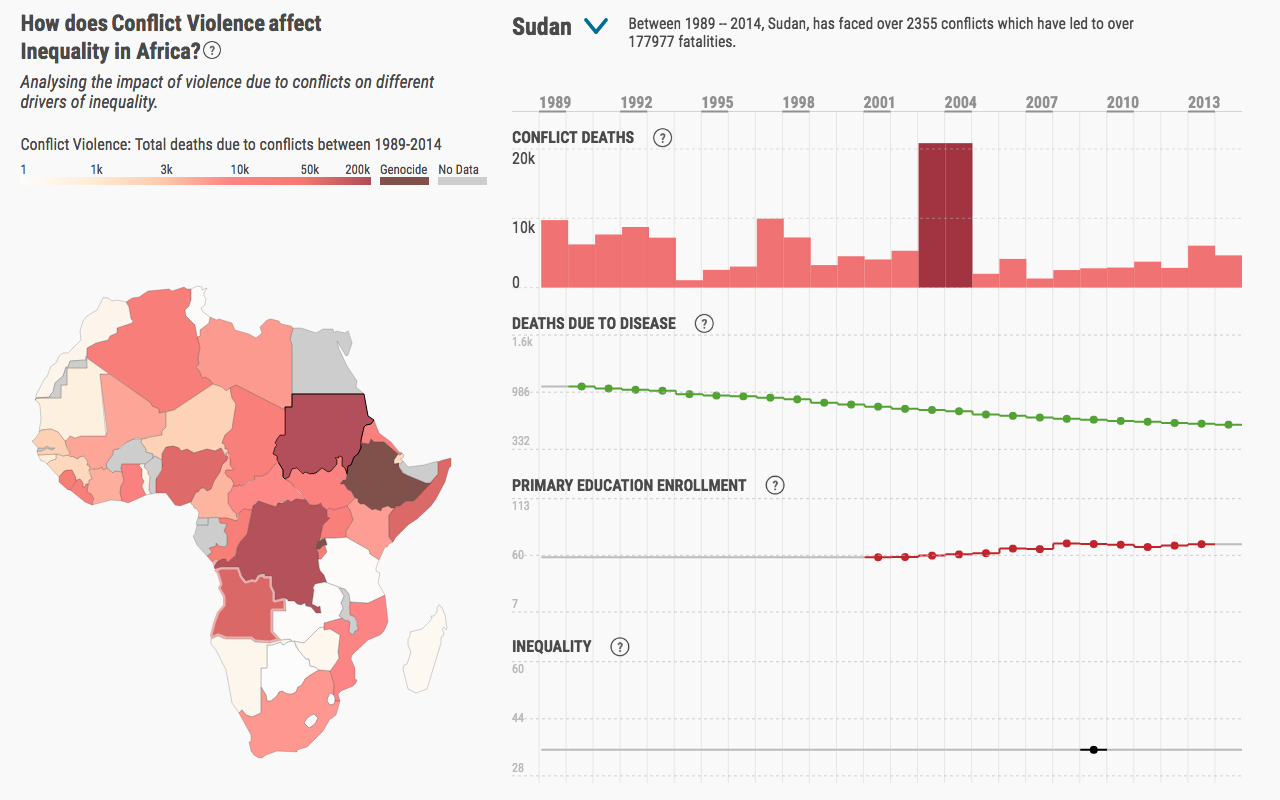 How does Conflict Violence affect
Inequality in Africa? ?
Analysing the impact of violence due to conflicts on different
drivers of inequality.
Conflict Violence: Total deaths due to conflicts between 1989-2014
1 1k 3k 10k 50k 200k Genocide No Data
Sudan
Between 1989 -- 2014, Sudan, has faced over 2355 conflicts which have led to over
177977 fatalities.
1989 1992 1995 1998 2001 2004 2007 2010 2013
CONFLICT DEATHS ?
20k
10k
0
DEATHS DUE TO DISEASE ?
1.6k
986
332
PRIMARY EDUCATION ENROLLMENT ?
113
60
7
INEQUALITY ?
60
44
28